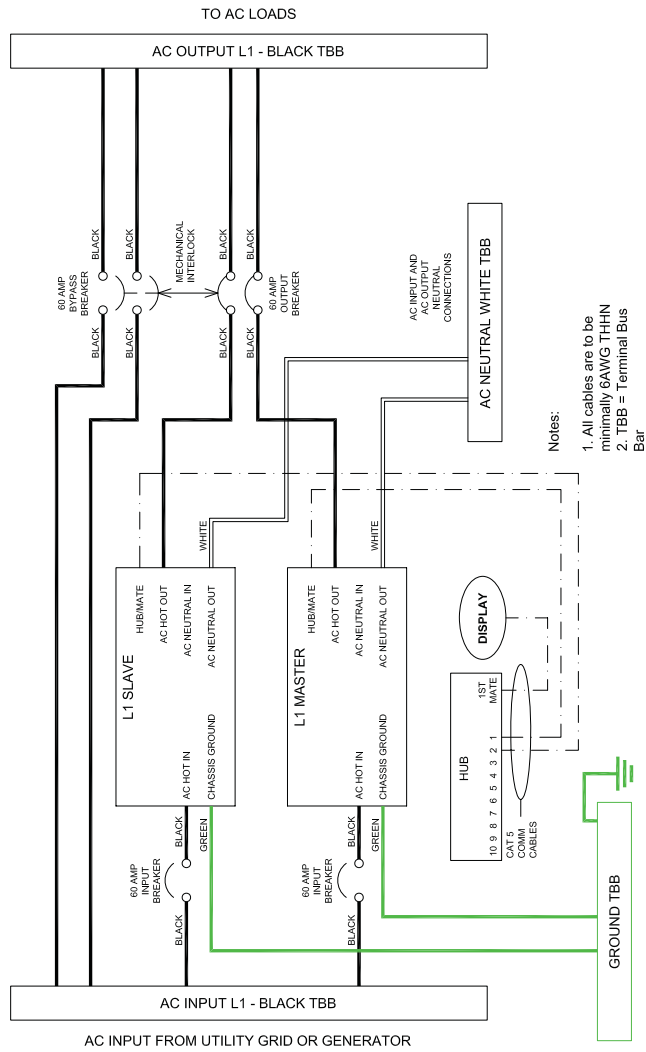 TO AC LOADS
AC OUTPUT L1 - BLACK TBB
BLACK
BLACK
BLACK
BLACK
60 AMP
BYPASS
BREAKER
MECHANICAL
INTERLOCK
60 AMP
OUTPUT
BREAKER
BLACK
BLACK
BLACK
BLACK
AC INPUT AND
AC OUTPUT
NEUTRAL
CONNECTIONS
AC NEUTRAL WHITE TBB
Notes:
1. All cables are to be
minimally 6AWG THHN
2. TBB = Terminal Bus
Bar
WHITE
WHITE
L1 SLAVE
HUB/MATE
AC HOT OUT
AC NEUTRAL IN
AC NEUTRAL OUT
AC HOT IN
CHASSIS GROUND
L1 MASTER
HUB/MATE
AC HOT OUT
AC NEUTRAL IN
AC NEUTRAL OUT
AC HOT IN
CHASSIS GROUND
DISPLAY
HUB
1ST
MATE
10 9 8 7 6 5 4 3 2 1
CAT 5
COMM
CABLES
BLACK
GREEN
BLACK
GREEN
60 AMP
INPUT
BREAKER
60 AMP
INPUT
BREAKER
BLACK
BLACK
GROUND TBB
AC INPUT L1 - BLACK TBB
AC INPUT FROM UTILITY GRID OR GENERATOR